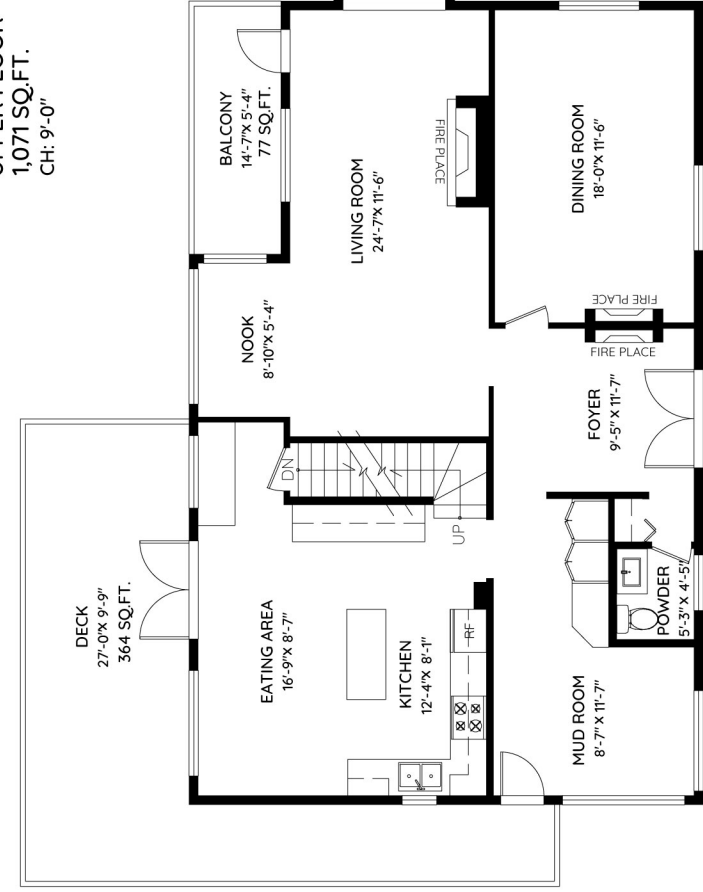 1,071 SQ.FT.
CH: 9'-0"
BALCONY
14'-7"X 5'-4"
77 SQ.FT.
LIVING ROOM
24'-7"X 11'-6"
FIRE PLACE
DINING ROOM
18'-0"X 11'-6"
NOOK
8'-10"X 5'-4"
FIRE PLACE
FIRE PLACE
FOYER
9'-5" X 11'-7"
DN
UP
DECK
27'-0"X 9'-9"
364 SQ.FT.
EATING AREA
16'-9"X 8'-7"
KITCHEN
12'-4"X 8'-1"
RF
POWDER
5'-3" X 4'-5"
MUD ROOM
8'-7" X 11'-7"